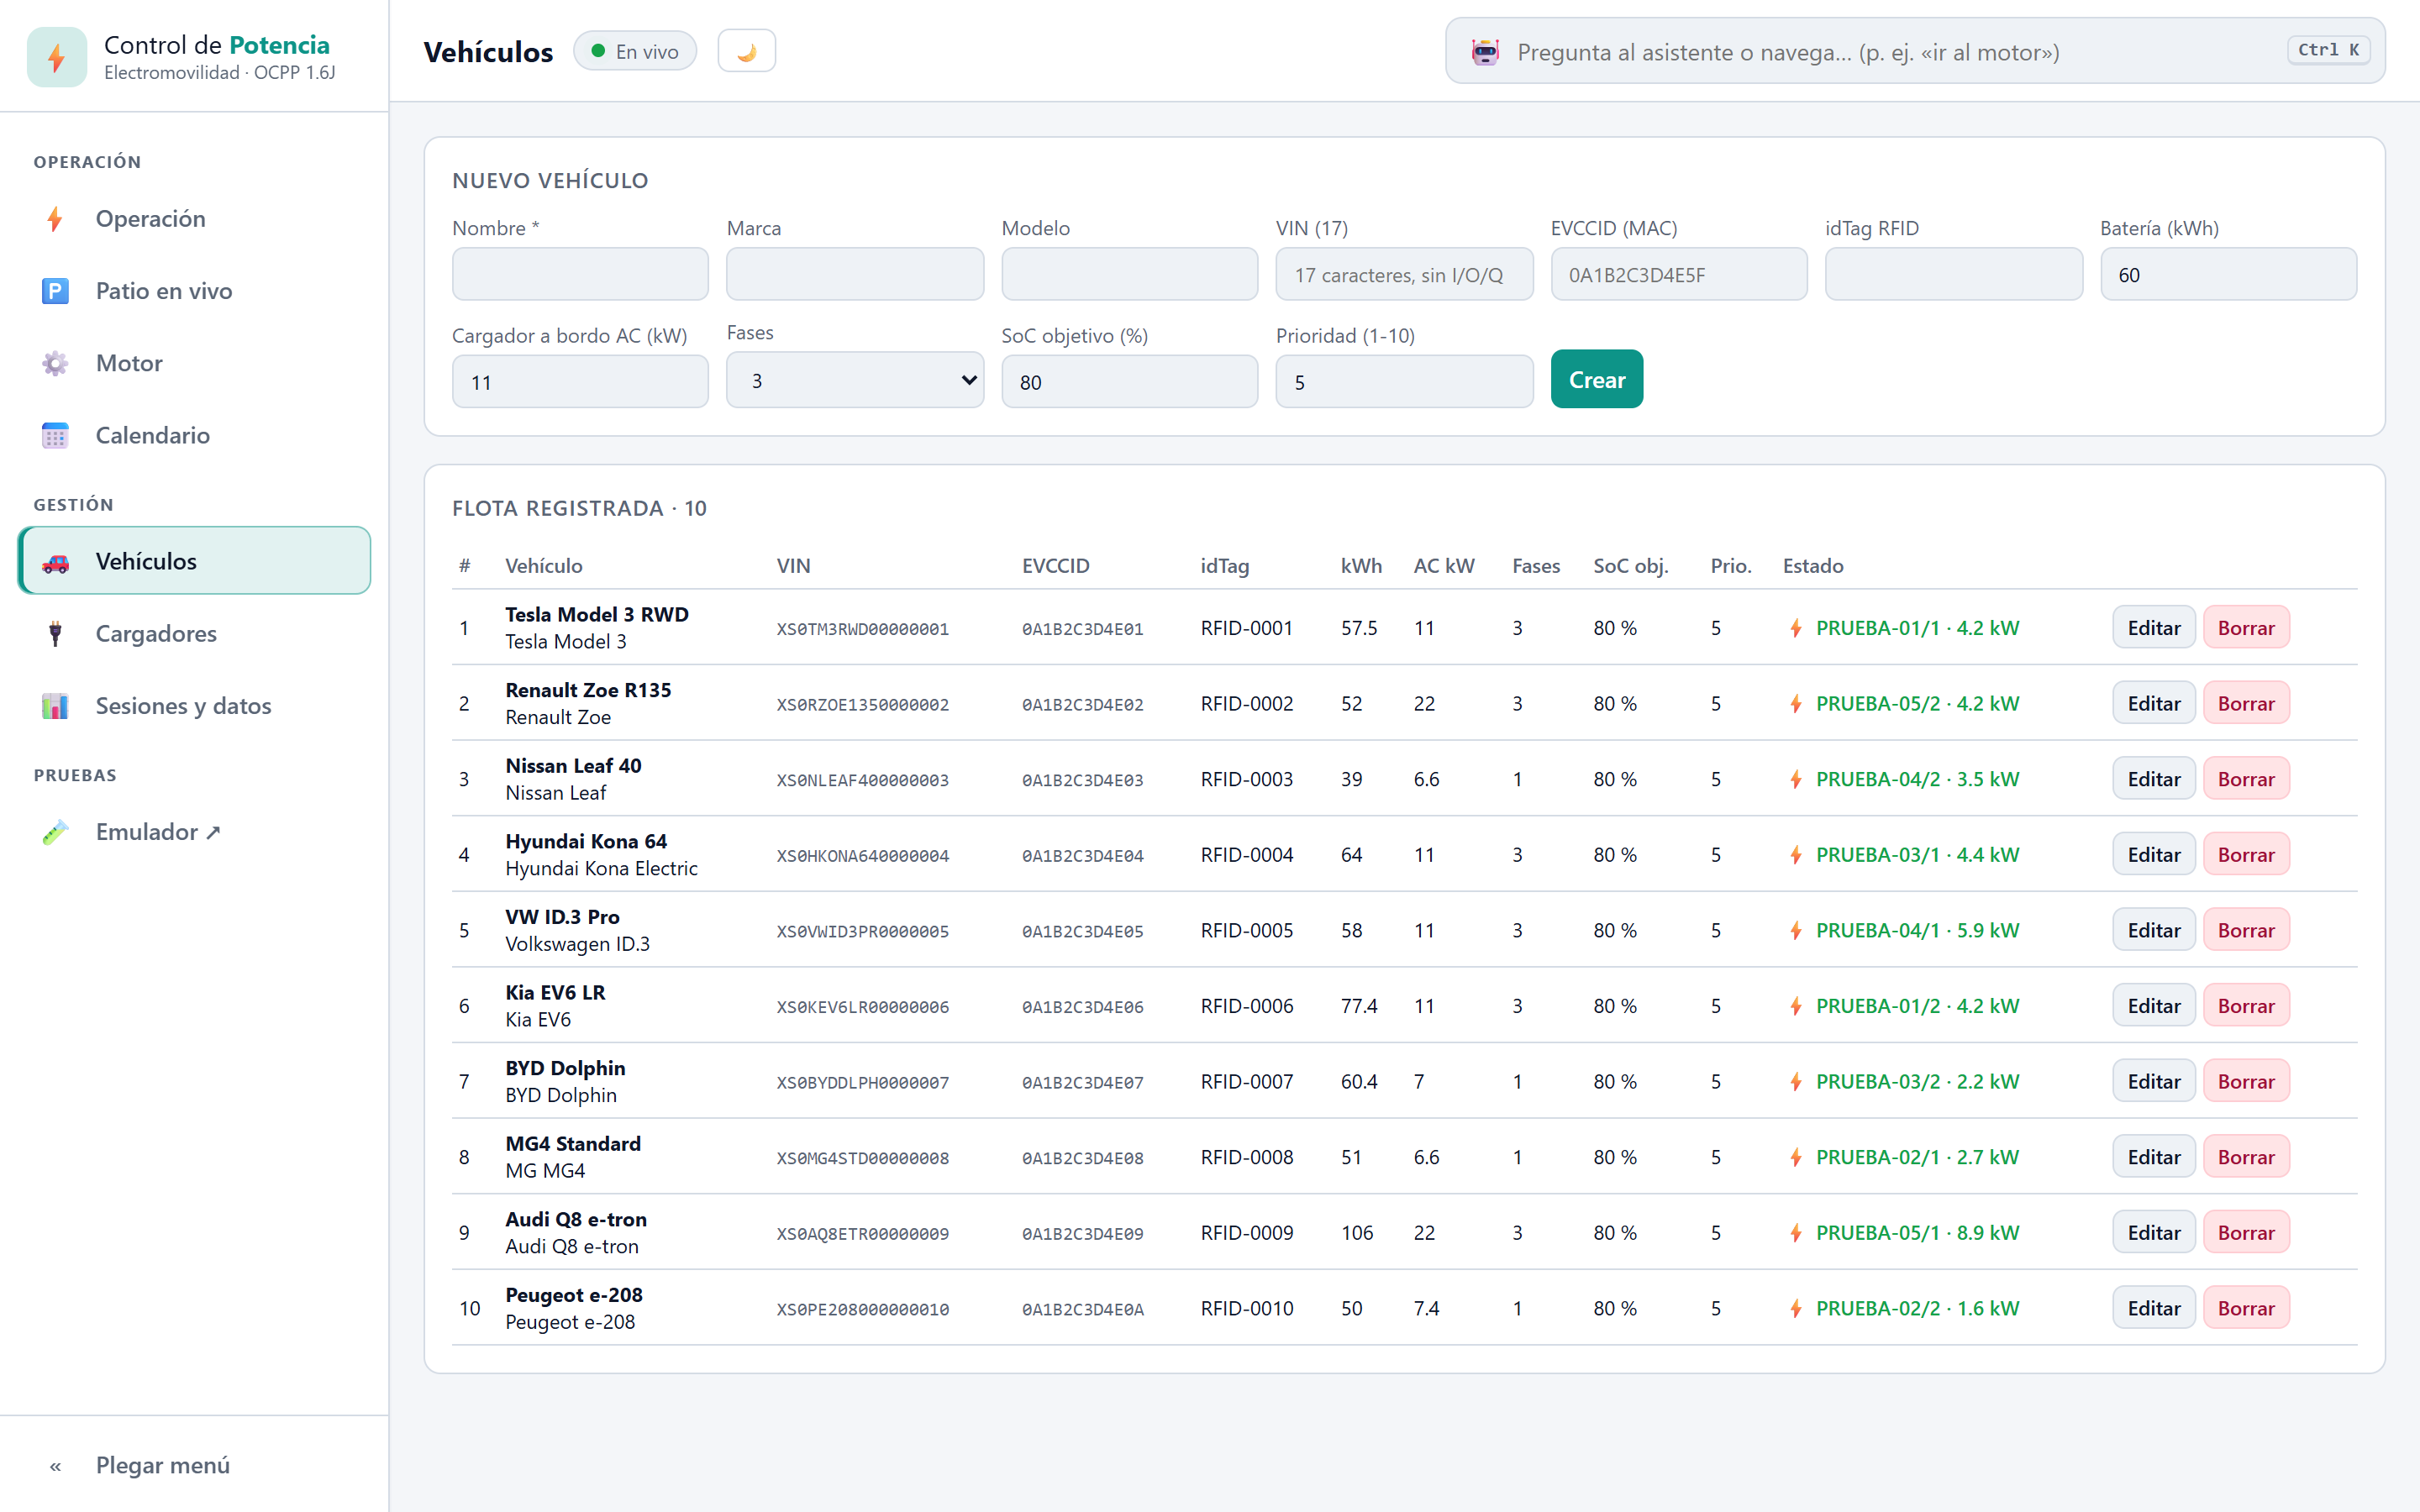 Control de Potencia
Electromovilidad · OCPP 1.6J
OPERACIÓN
Operación
Patio en vivo
Motor
Calendario
GESTIÓN
Vehículos
Cargadores
Sesiones y datos
PRUEBAS
Emulador ↗
« Plegar menú
Vehículos
En vivo
Pregunta al asistente o navega... (p. ej. «ir al motor»)
Ctrl K
NUEVO VEHÍCULO
Nombre * Marca Modelo VIN (17) EVCCID (MAC) idTag RFID Batería (kWh)
17 caracteres, sin I/O/Q 0A1B2C3D4E5F 60
Cargador a bordo AC (kW) Fases SoC objetivo (%) Prioridad (1-10)
11 3 80 5 Crear
FLOTA REGISTRADA · 10
# Vehículo VIN EVCCID idTag kWh AC kW Fases SoC obj. Prio. Estado
1 Tesla Model 3 RWD XS0TM3RWD00000001 0A1B2C3D4E01 RFID-0001 57.5 11 3 80 % 5 PRUEBA-01/1 · 4.2 kW Editar Borrar
Tesla Model 3
2 Renault Zoe R135 XS0RZOE1350000002 0A1B2C3D4E02 RFID-0002 52 22 3 80 % 5 PRUEBA-05/2 · 4.2 kW Editar Borrar
Renault Zoe
3 Nissan Leaf 40 XS0NLEAF400000003 0A1B2C3D4E03 RFID-0003 39 6.6 1 80 % 5 PRUEBA-04/2 · 3.5 kW Editar Borrar
Nissan Leaf
4 Hyundai Kona 64 XS0HKONA640000004 0A1B2C3D4E04 RFID-0004 64 11 3 80 % 5 PRUEBA-03/1 · 4.4 kW Editar Borrar
Hyundai Kona Electric
5 VW ID.3 Pro XS0VWID3PR0000005 0A1B2C3D4E05 RFID-0005 58 11 3 80 % 5 PRUEBA-04/1 · 5.9 kW Editar Borrar
Volkswagen ID.3
6 Kia EV6 LR XS0KEV6LR00000006 0A1B2C3D4E06 RFID-0006 77.4 11 3 80 % 5 PRUEBA-01/2 · 4.2 kW Editar Borrar
Kia EV6
7 BYD Dolphin XS0BYDDLPH0000007 0A1B2C3D4E07 RFID-0007 60.4 7 1 80 % 5 PRUEBA-03/2 · 2.2 kW Editar Borrar
BYD Dolphin
8 MG4 Standard XS0MG4STD00000008 0A1B2C3D4E08 RFID-0008 51 6.6 1 80 % 5 PRUEBA-02/1 · 2.7 kW Editar Borrar
MG MG4
9 Audi Q8 e-tron XS0AQ8ETR00000009 0A1B2C3D4E09 RFID-0009 106 22 3 80 % 5 PRUEBA-05/1 · 8.9 kW Editar Borrar
Audi Q8 e-tron
10 Peugeot e-208 XS0PE208000000010 0A1B2C3D4E0A RFID-0010 50 7.4 1 80 % 5 PRUEBA-02/2 · 1.6 kW Editar Borrar
Peugeot e-208